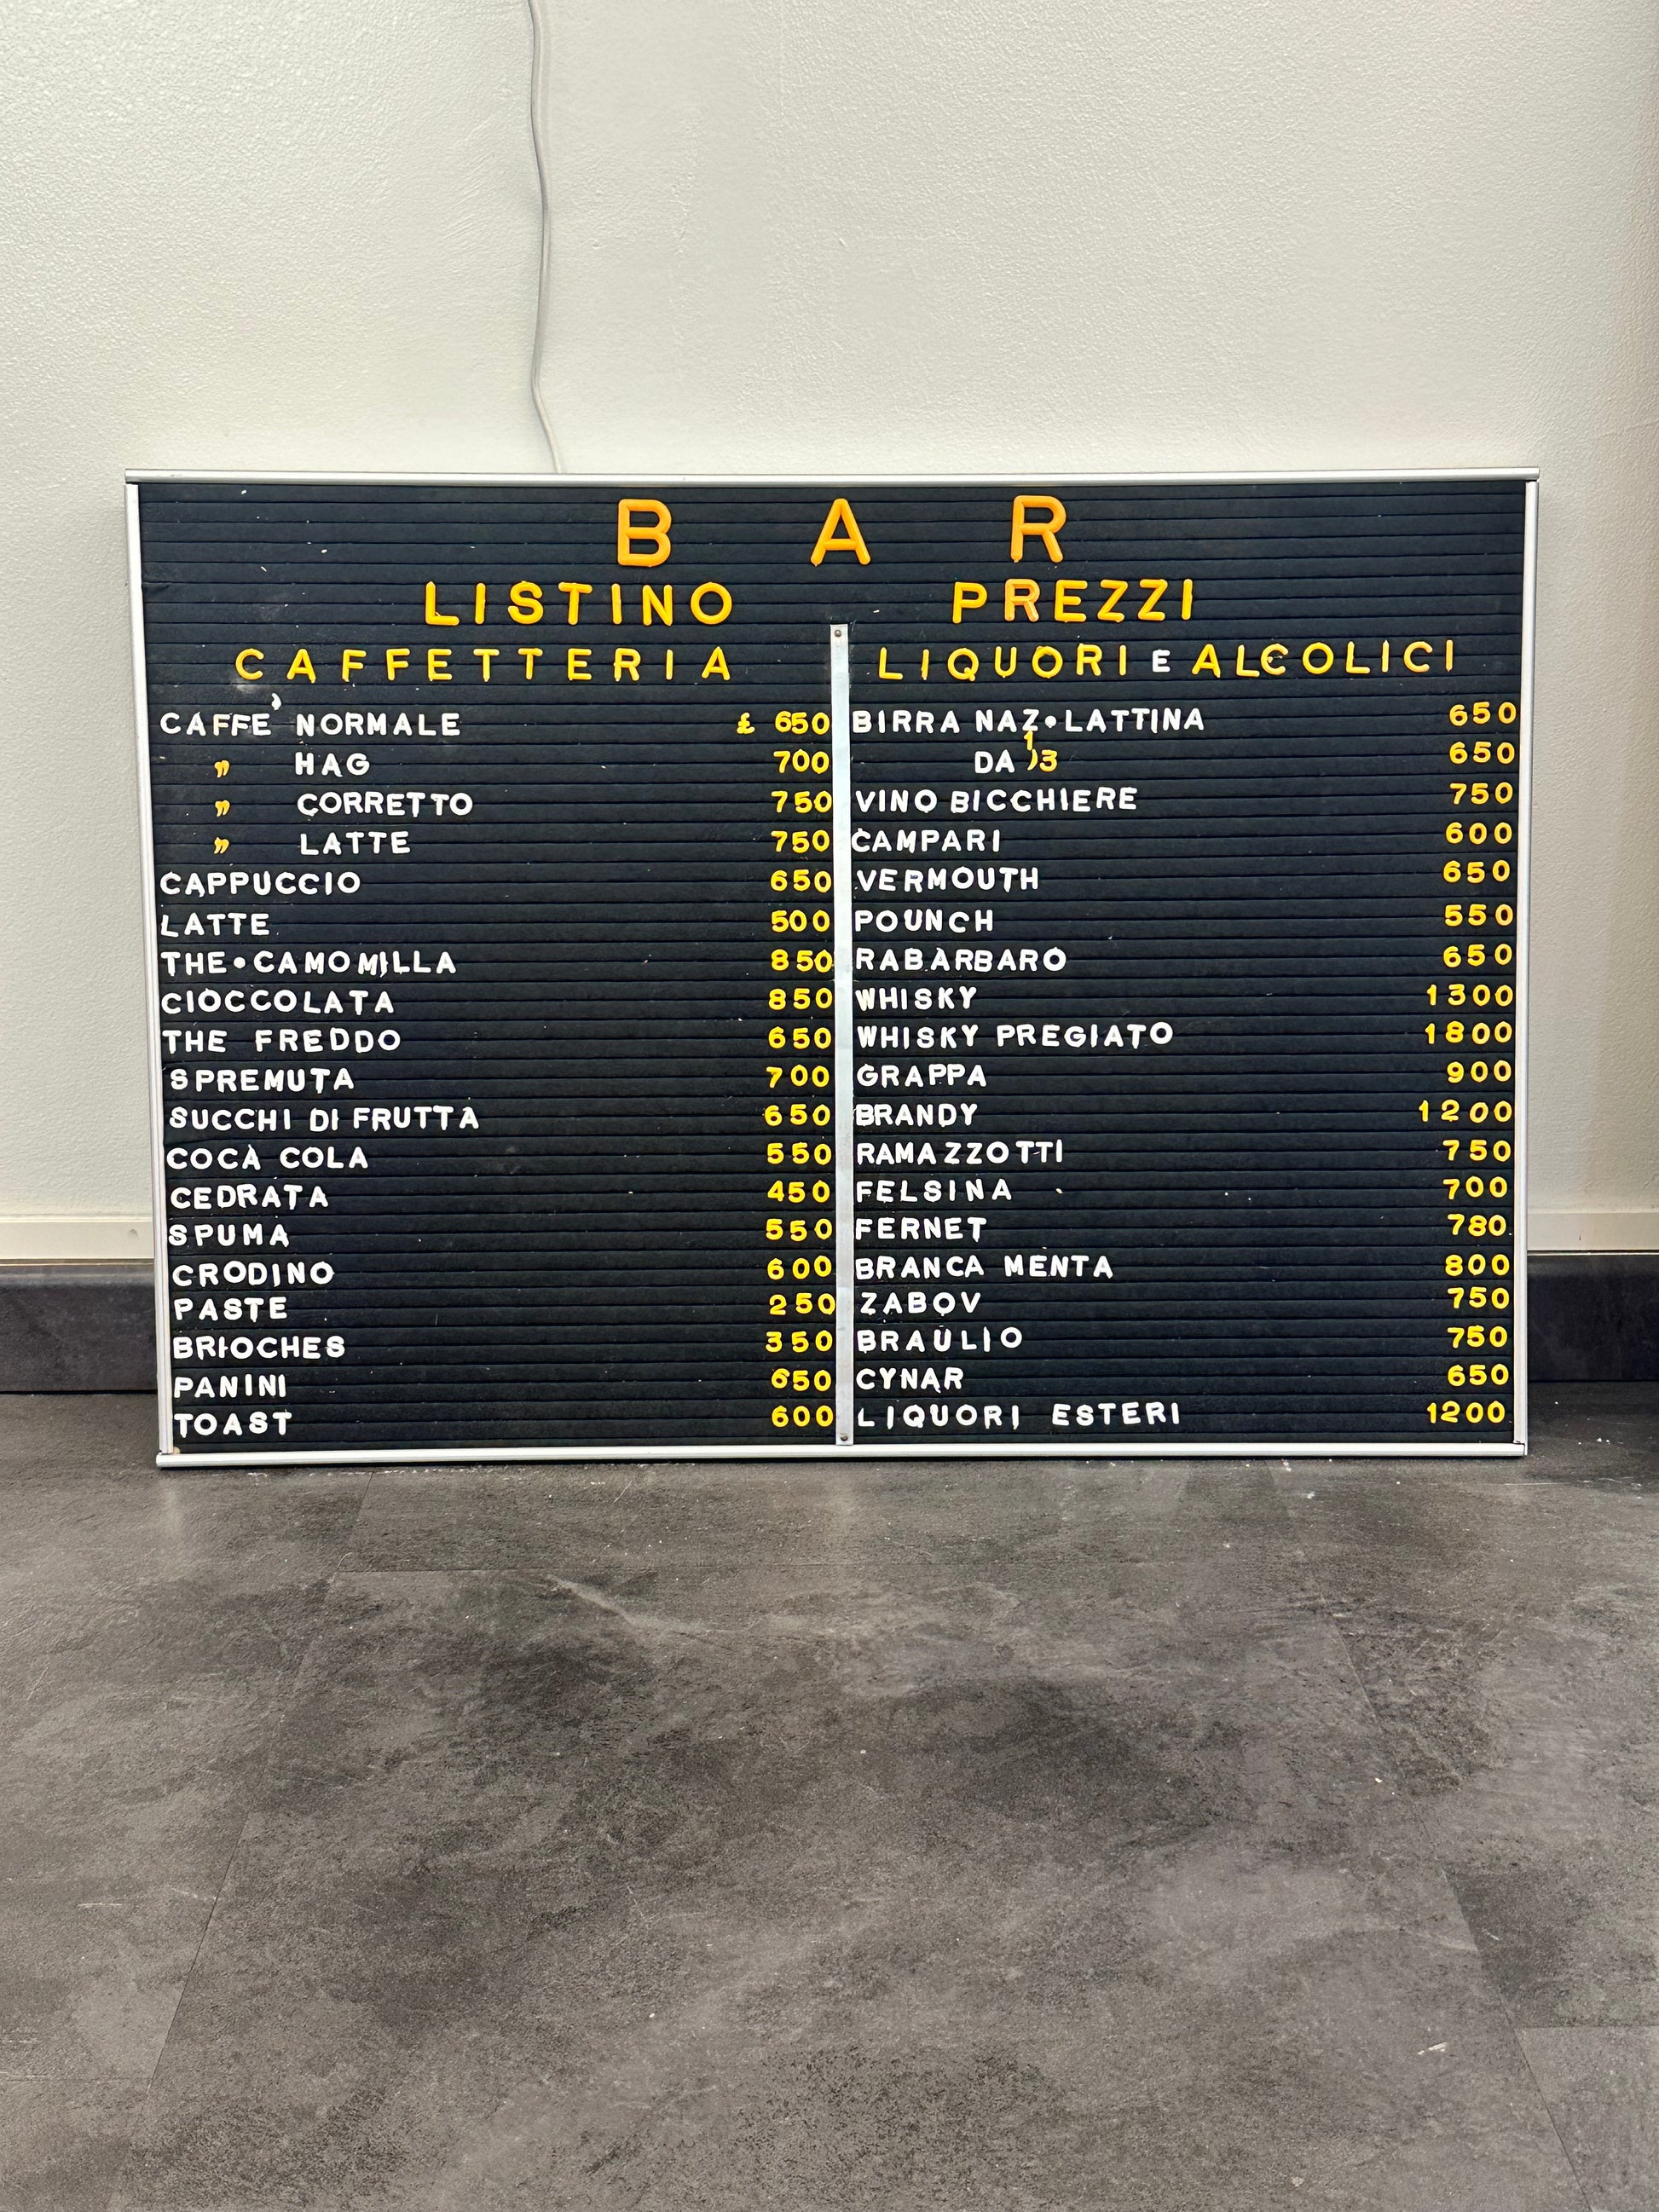 BAR
LISTINO PREZZI
CAFFETTERIA
CAFFE' NORMALE £ 650
" HAG 700
" CORRETTO 750
" LATTE 750
CAPPUCCIO 650
LATTE 500
THE•CAMOMILLA 850
CIOCCOLATA 850
THE FREDDO 650
SPREMUTA 700
SUCCHI DI FRUTTA 650
COCA COLA 550
CEDRATA 450
SPUMA 550
CRODINO 600
PASTE 250
BRIOCHES 350
PANINI 650
TOAST 600
LIQUORI E ALCOLICI
BIRRA NAZ•LATTINA 650
DA 1)3 650
VINO BICCHIERE 750
CAMPARI 600
VERMOUTH 650
POUNCH 550
RABARBARO 650
WHISKY 1300
WHISKY PREGIATO 1800
GRAPPA 900
BRANDY 1200
RAMAZZOTTI 750
FELSINA 700
FERNET 780
BRANCA MENTA 800
ZABOV 750
BRAULIO 750
CYNAR 650
LIQUORI ESTERI 1200